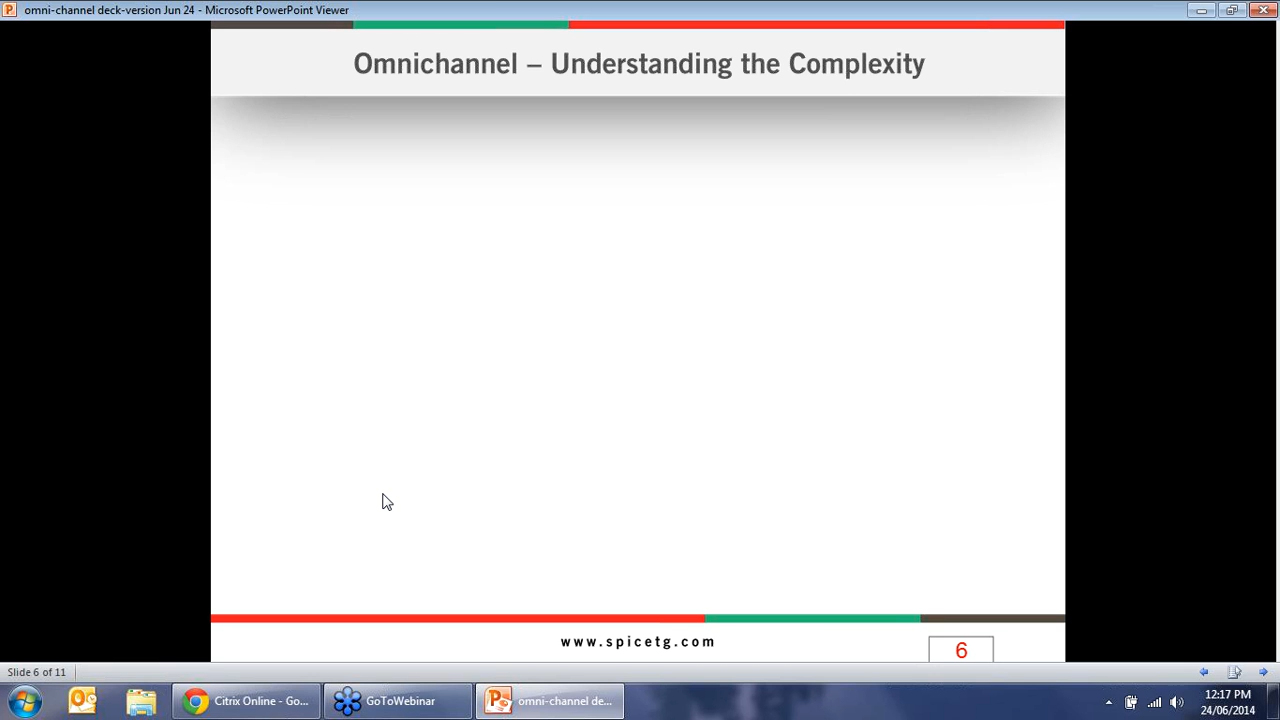 omni-channel deck-version Jun 24 - Microsoft PowerPoint Viewer
Omnichannel – Understanding the Complexity
www.spicetg.com
6
Slide 6 of 11
Citrix Online - Go...
GoToWebinar
omni-channel de...
12:17 PM
24/06/2014